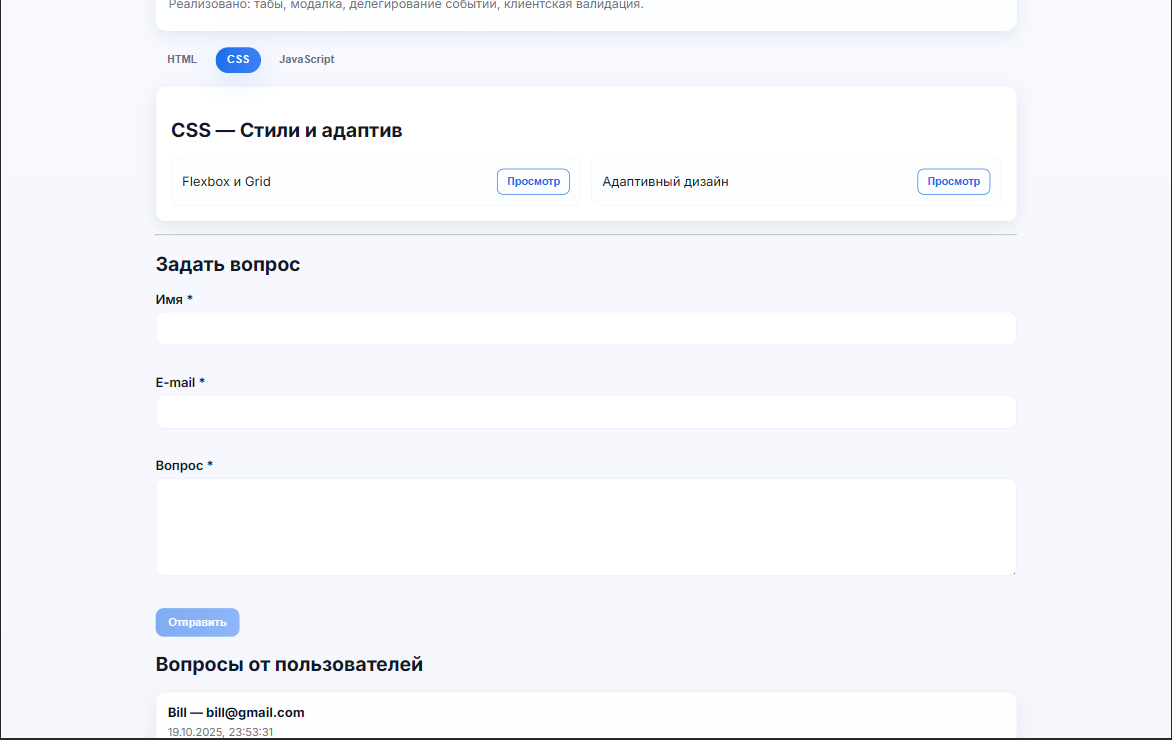 Реализовано: табы, модалка, делегирование событий, клиентская валидация.
HTML CSS JavaScript
CSS — Стили и адаптив
Flexbox и Grid Просмотр Адаптивный дизайн Просмотр
Задать вопрос
Имя *
E-mail *
Вопрос *
Отправить
Вопросы от пользователей
Bill — bill@gmail.com
19.10.2025, 23:53:31